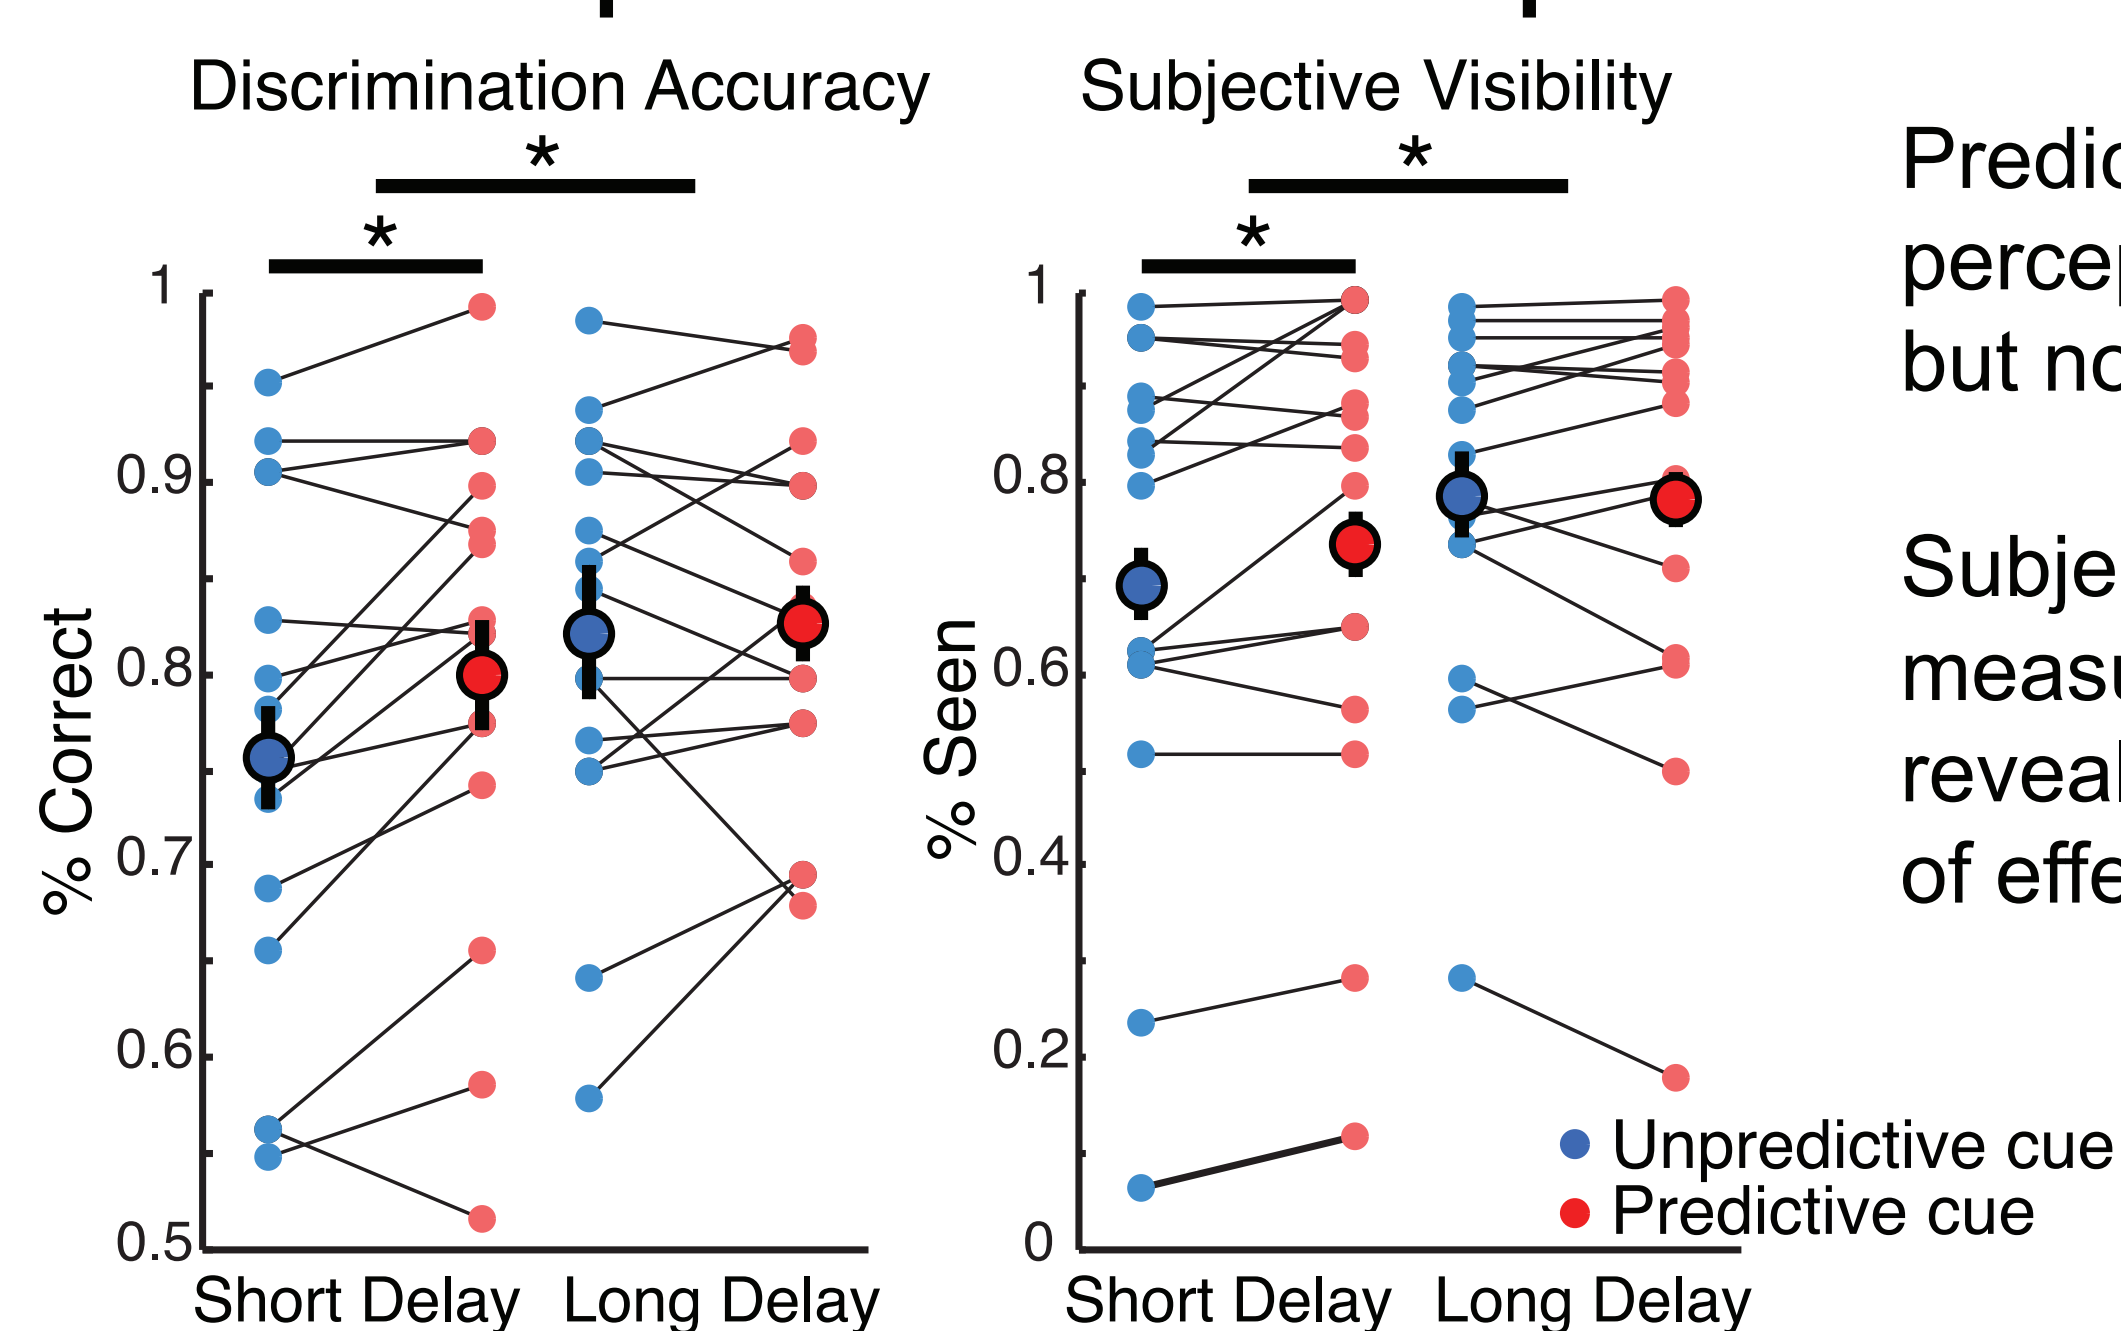 Discrimination Accuracy
*
*
% Correct
1
0.9
0.8
0.7
0.6
0.5
Short Delay
Long Delay
Subjective Visibility
*
*
% Seen
1
0.8
0.6
0.4
0.2
0
Short Delay
Long Delay
Unpredictive cue
Predictive cue
but
of